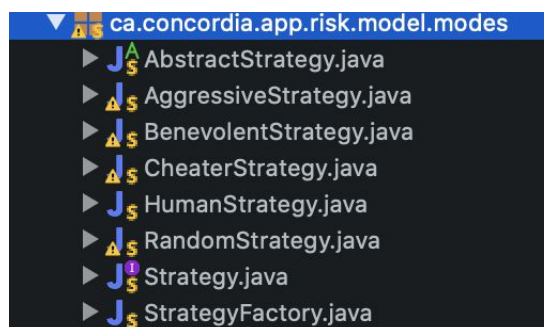 ca.concordia.app.risk.model.modes
AbstractStrategy.java
AggressiveStrategy.java
BenevolentStrategy.java
CheaterStrategy.java
HumanStrategy.java
RandomStrategy.java
Strategy.java
StrategyFactory.java